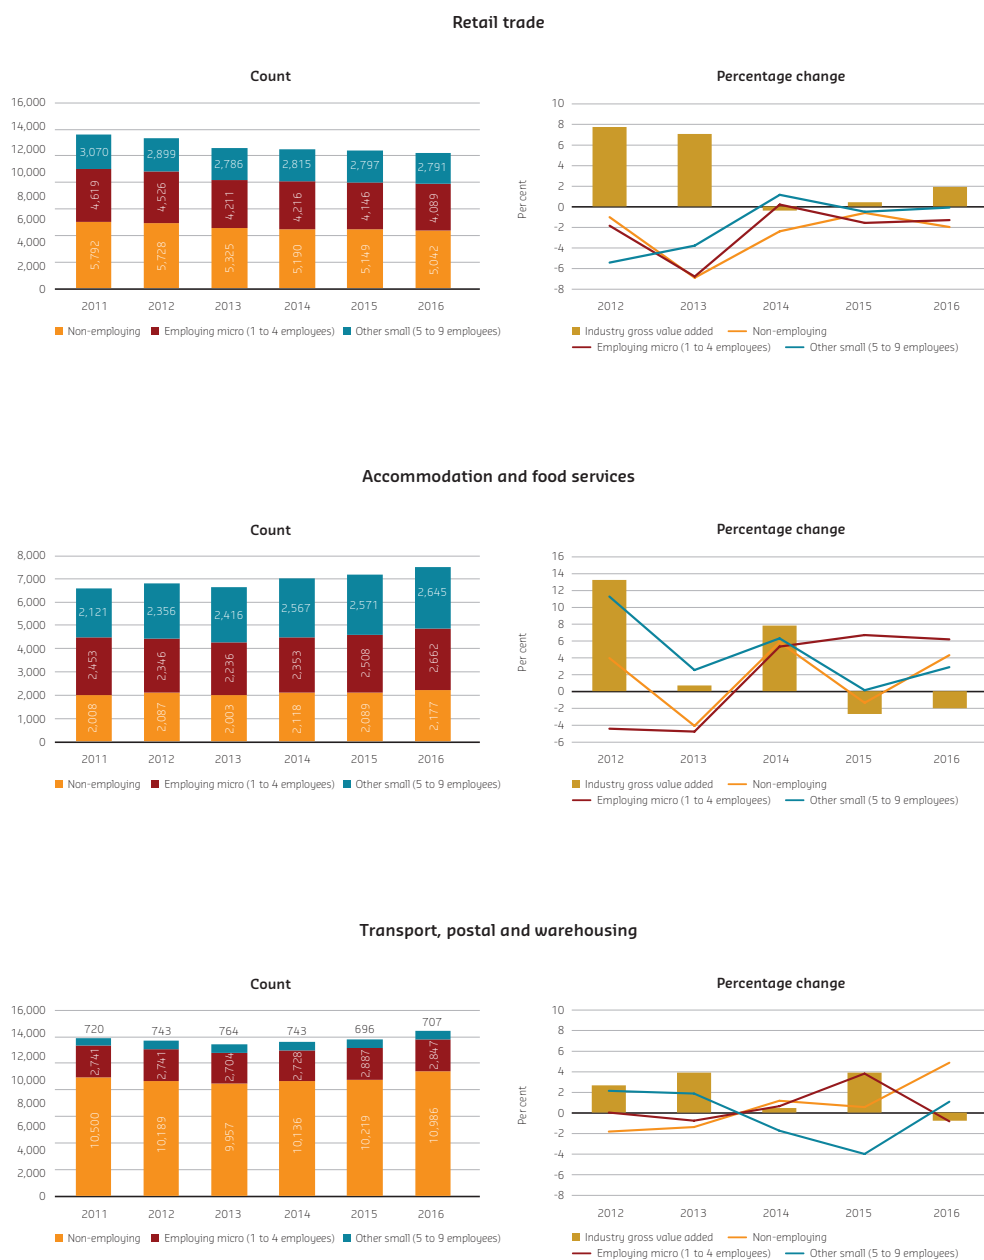 Retail trade
Count
16,000
14,000
12,000
10,000
8,000
6,000
4,000
2,000
0
3,070 2,899 2,786 2,815 2,797 2,791
4,619 4,526 4,211 4,216 4,146 4,089
5,792 5,728 5,325 5,190 5,149 5,042
2011 2012 2013 2014 2015 2016
Non-employing Employing micro (1 to 4 employees) Other small (5 to 9 employees)
Percentage change
Per cent
10
8
6
4
2
0
-2
-4
-6
-8
2012 2013 2014 2015 2016
Industry gross value added Non-employing
Employing micro (1 to 4 employees) Other small (5 to 9 employees)
Accommodation and food services
Count
8,000
7,000
6,000
5,000
4,000
3,000
2,000
1,000
0
2,121 2,356 2,416 2,567 2,571 2,645
2,453 2,346 2,236 2,353 2,508 2,662
2,008 2,087 2,003 2,118 2,089 2,177
2011 2012 2013 2014 2015 2016
Non-employing Employing micro (1 to 4 employees) Other small (5 to 9 employees)
Percentage change
Per cent
16
14
12
10
8
6
4
2
0
-2
-4
-6
2012 2013 2014 2015 2016
Industry gross value added Non-employing
Employing micro (1 to 4 employees) Other small (5 to 9 employees)
Transport, postal and warehousing
Count
16,000
14,000
12,000
10,000
8,000
6,000
4,000
2,000
0
720 743 764 743 696 707
2,741 2,741 2,704 2,728 2,887 2,847
10,500 10,189 9,957 10,136 10,219 10,986
2011 2012 2013 2014 2015 2016
Non-employing Employing micro (1 to 4 employees) Other small (5 to 9 employees)
Percentage change
Per cent
10
8
6
4
2
0
-2
-4
-6
-8
2012 2013 2014 2015 2016
Industry gross value added Non-employing
Employing micro (1 to 4 employees) Other small (5 to 9 employees)